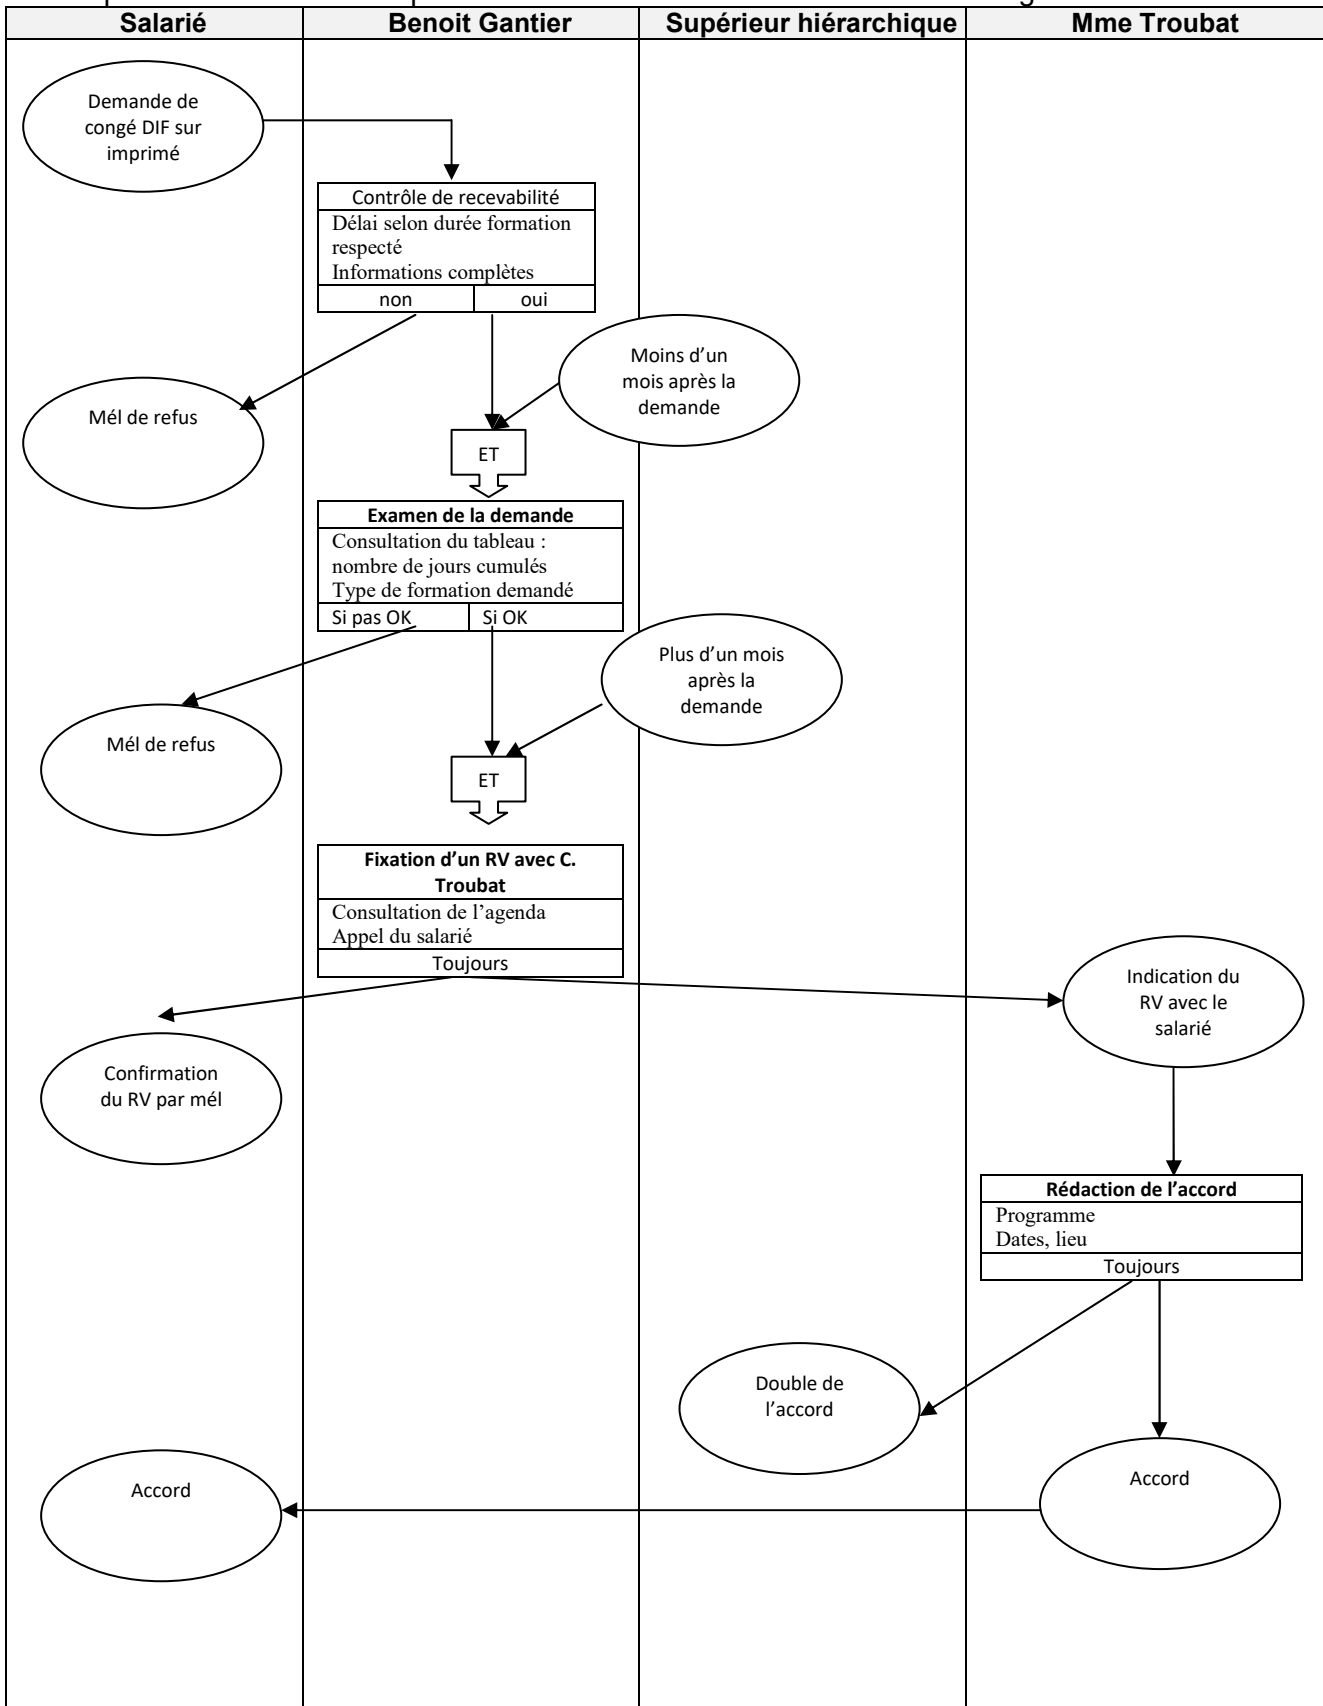 Salarié
Benoit Gantier
Supérieur hiérarchique
Mme Troubat
Demande de
congé DIF sur
imprimé
Contrôle de recevabilité
Délai selon durée formation
respecté
Informations complètes
non
oui
Moins d’un
mois après la
demande
Mél de refus
ET
Examen de la demande
Consultation du tableau :
nombre de jours cumulés
Type de formation demandé
Si pas OK
Si OK
Plus d’un mois
après la
demande
Mél de refus
ET
Fixation d’un RV avec C.
Troubat
Consultation de l’agenda
Appel du salarié
Toujours
Indication du
RV avec le
salarié
Confirmation
du RV par mél
Rédaction de l’accord
Programme
Dates, lieu
Toujours
Double de
l’accord
Accord
Accord